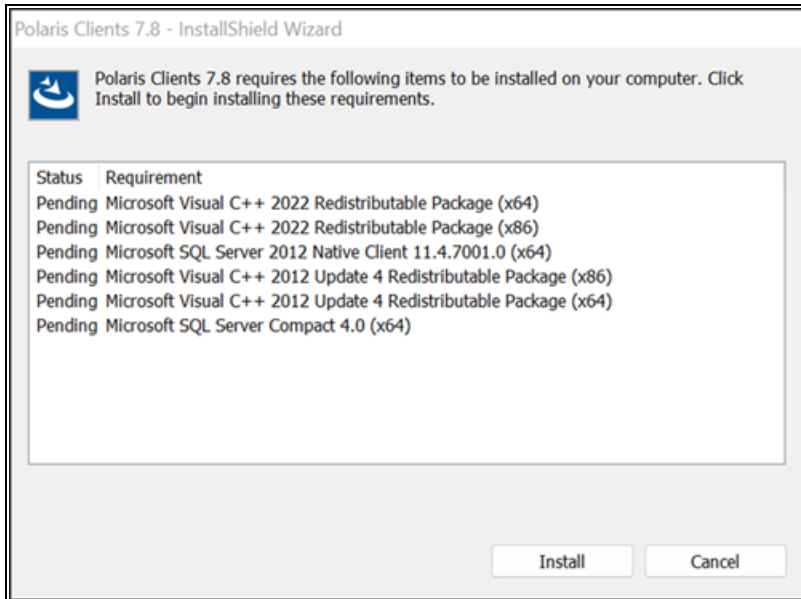 Polaris Clients 7.8 - InstallShield Wizard
Polaris Clients 7.8 requires the following items to be installed on your computer. Click
Install to begin installing these requirements.
Status Requirement
Pending Microsoft Visual C++ 2022 Redistributable Package (x64)
Pending Microsoft Visual C++ 2022 Redistributable Package (x86)
Pending Microsoft SQL Server 2012 Native Client 11.4.7001.0 (x64)
Pending Microsoft Visual C++ 2012 Update 4 Redistributable Package (x86)
Pending Microsoft Visual C++ 2012 Update 4 Redistributable Package (x64)
Pending Microsoft SQL Server Compact 4.0 (x64)
Install Cancel